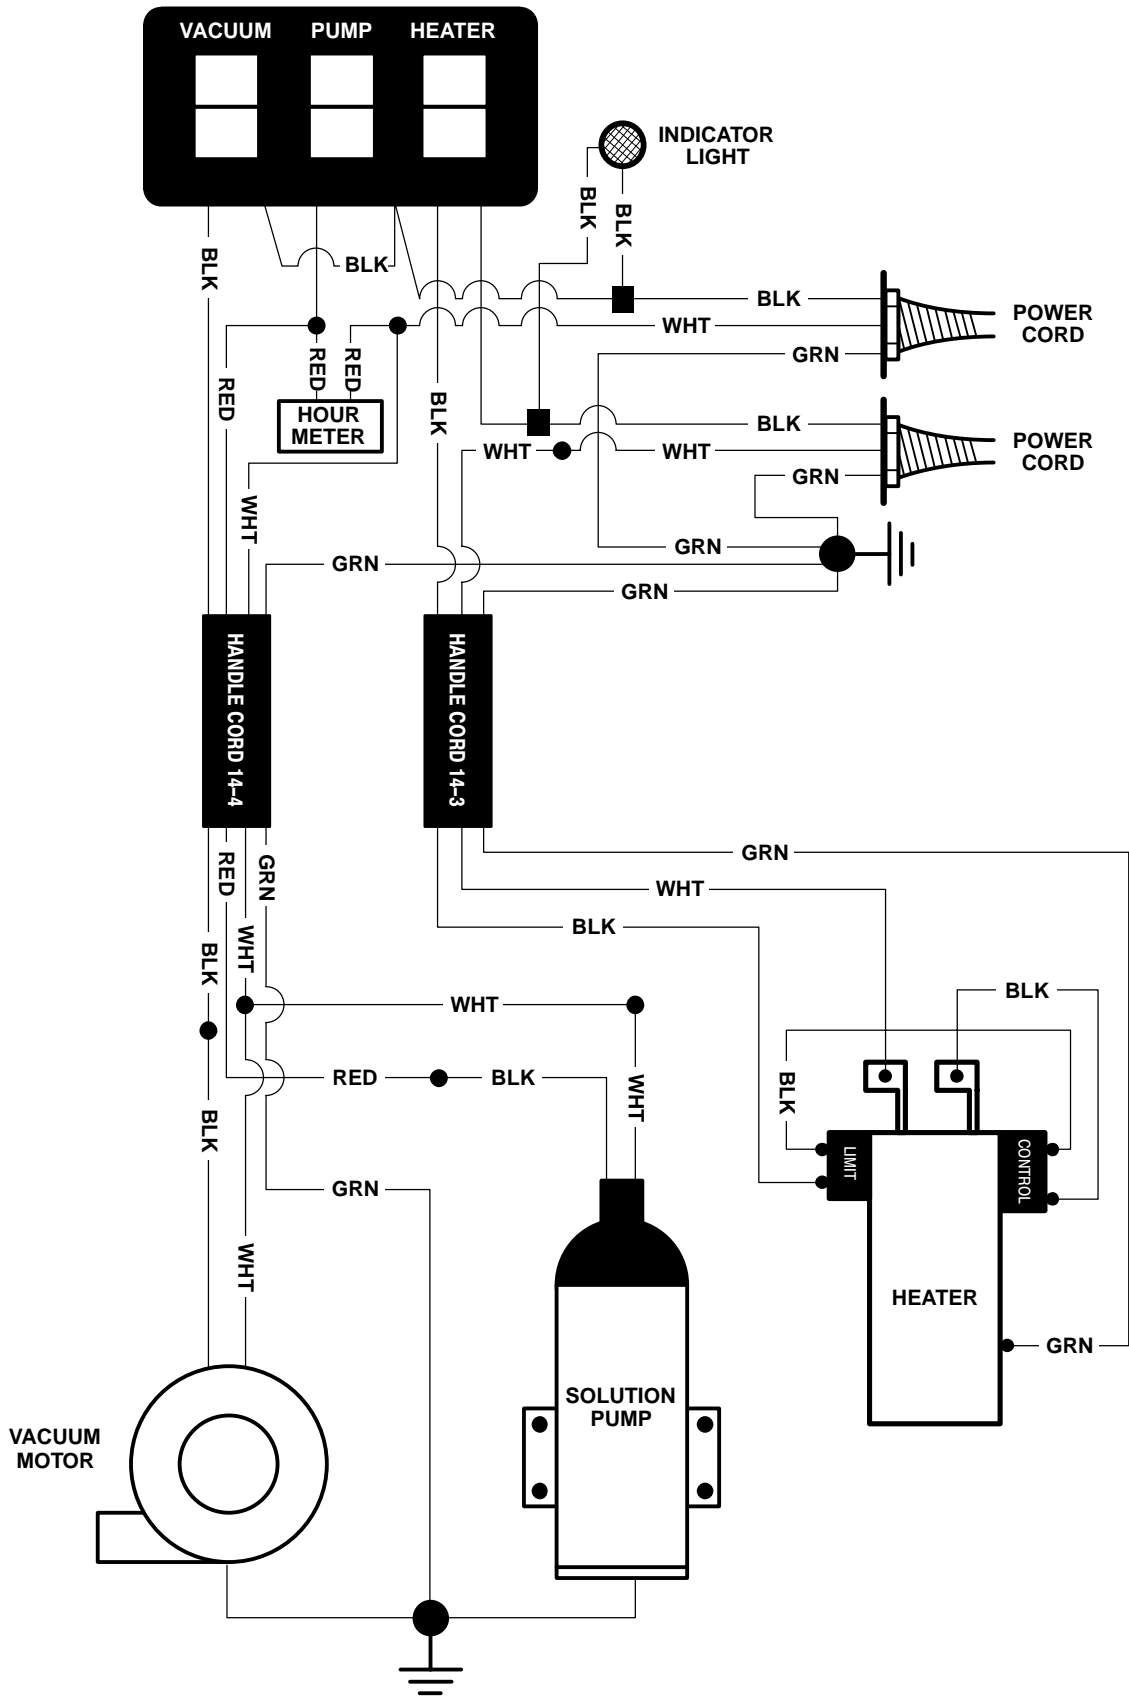 VACUUM PUMP HEATER
INDICATOR
LIGHT
BLK
BLK
BLK
BLK
BLK
POWER
CORD
WHT
GRN
RED
RED
RED
HOUR
METER
BLK
BLK
WHT
WHT
GRN
POWER
CORD
WHT
GRN
GRN
GRN
HANDLE CORD 14–4
HANDLE CORD 14–3
RED
GRN
GRN
WHT
BLK
BLK
WHT
WHT
BLK
RED
BLK
BLK
WHT
BLK
GRN
LIMIT
CONTROL
WHT
HEATER
GRN
SOLUTION
PUMP
VACUUM
MOTOR